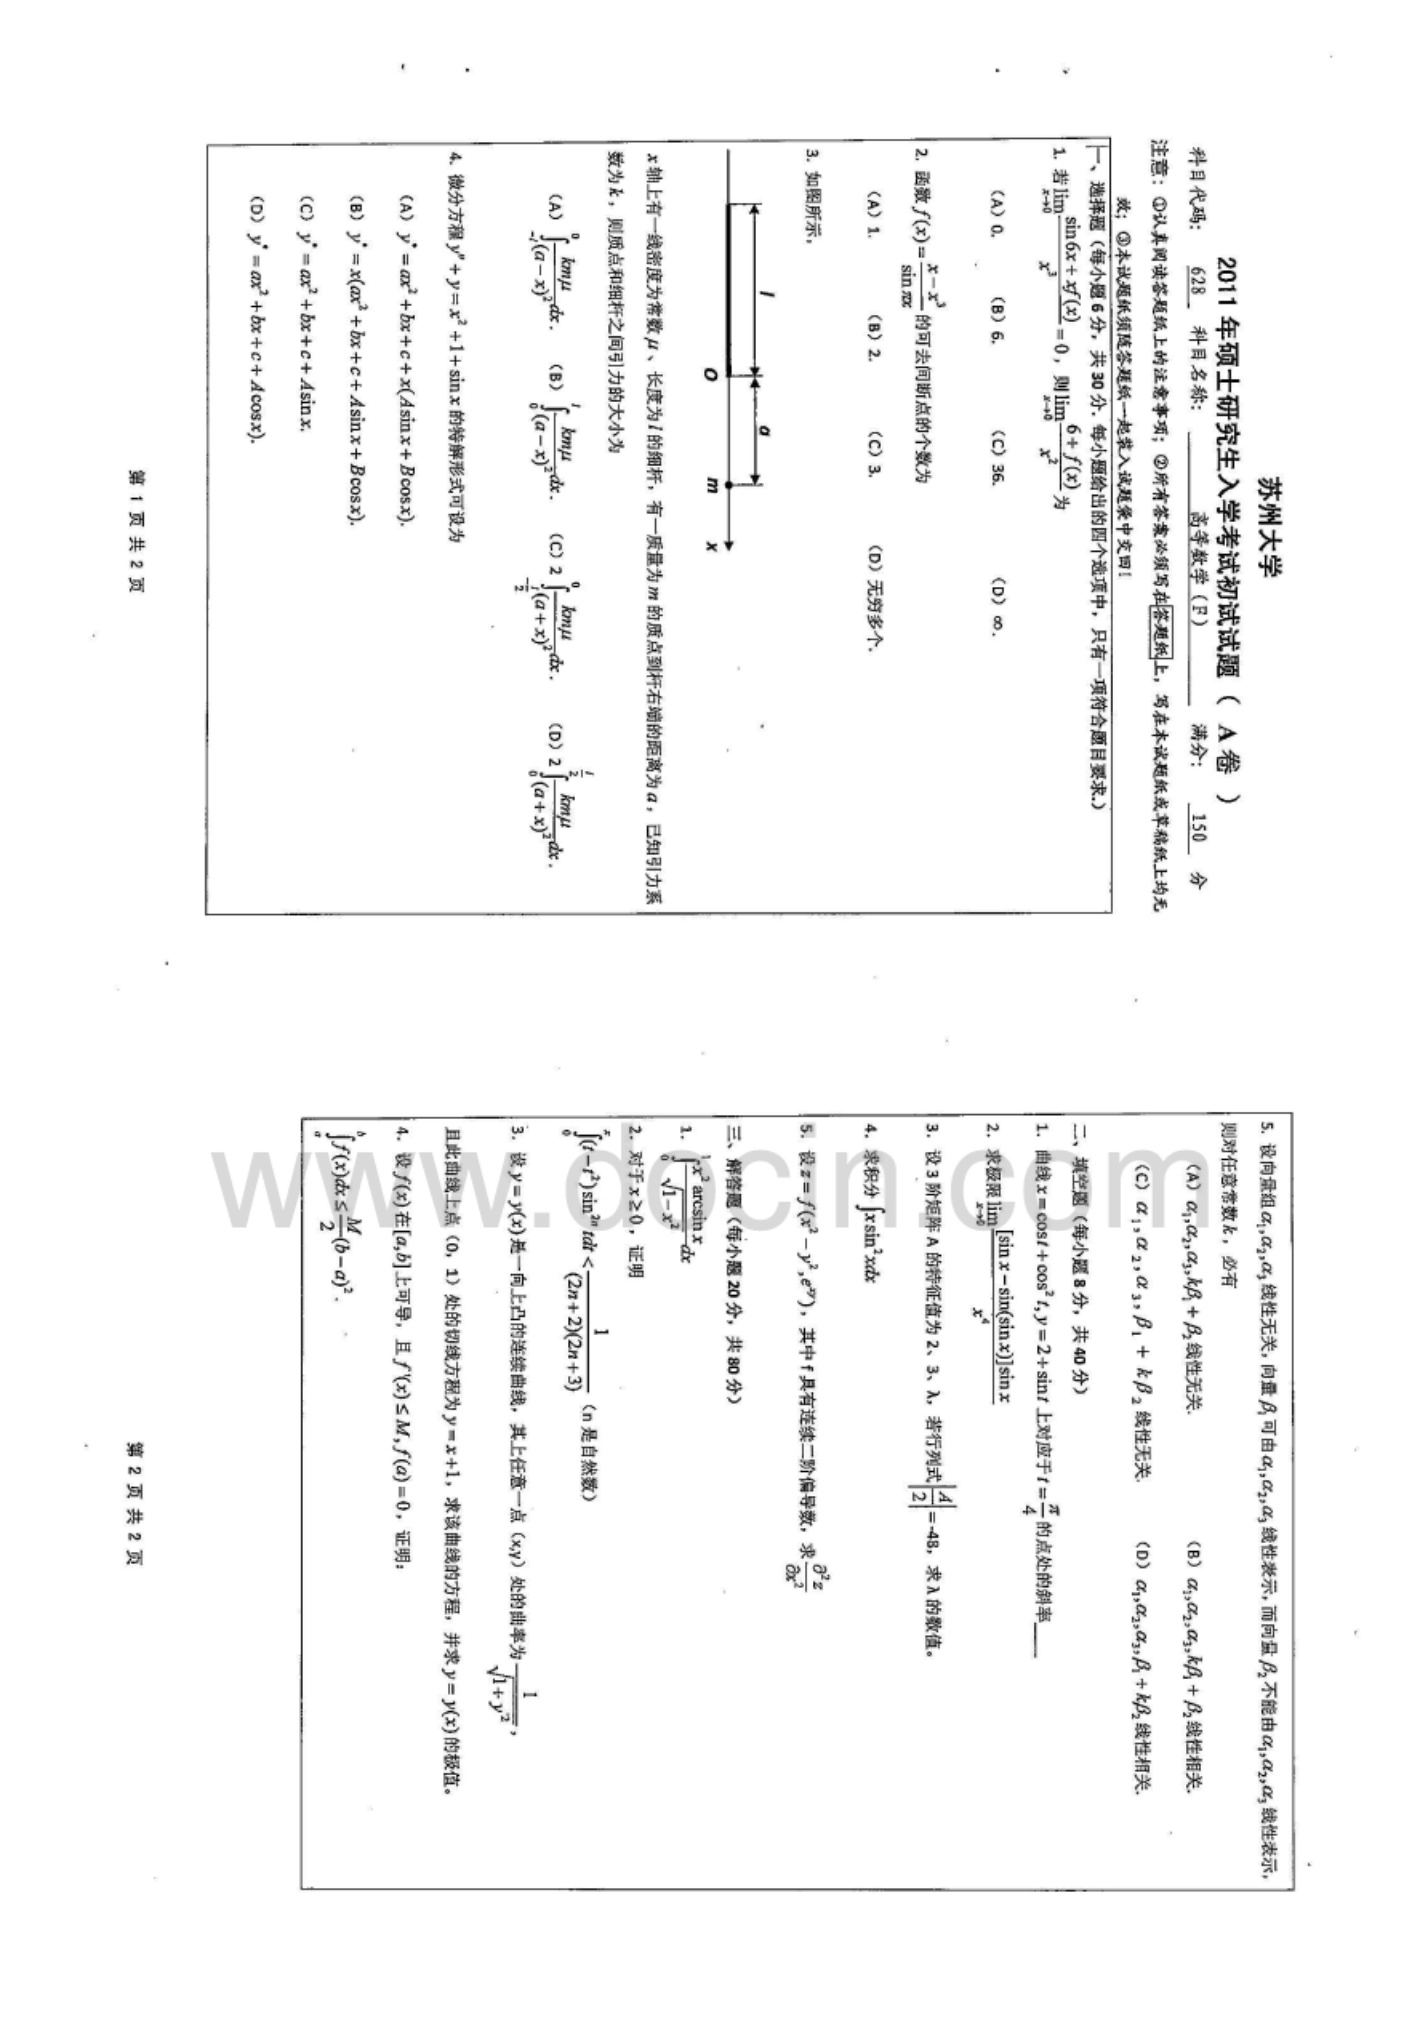 苏州大学
2011 年硕士研究生入学考试初试试题（ A 卷 ）
科目代码： 628 科目名称： 高等数学（F） 满分： 150 分
注意：①认真阅读答题纸上的注意事项；②所有答案必须写在答题纸上，写在本试题纸或草稿纸上均无
效；③本试题纸须随答题纸一起装入试题袋中交回！
一、选择题（每小题 6 分，共 30 分．每小题给出的四个选项中，只有一项符合题目要求。）
1. 若 lim_{x→0} (sin6x + xf(x))/x³ = 0，则 lim_{x→0} (6 + f(x))/x² 为
（A）0. （B）6. （C）36. （D）∞.
2. 函数 f(x) = (x − x³)/sin πx 的可去间断点的个数为
（A）1. （B）2. （C）3. （D）无穷多个.
3. 如图所示，
l a
O m x
x 轴上有一线密度为常数 μ、长度为 l 的细杆，有一质量为 m 的质点到杆右端的距离为 a，已知引力系
数为 k，则质点和细杆之间引力的大小为
（A）∫_{-l}^{0} kmμ/(a − x)² dx. （B）∫_{0}^{l} kmμ/(a − x)² dx. （C）2∫_{-l/2}^{0} kmμ/(a + x)² dx. （D）2∫_{0}^{l/2} kmμ/(a + x)² dx.
4. 微分方程 y″ + y = x² + 1 + sin x 的特解形式可设为
（A）y* = ax² + bx + c + x(A sin x + B cos x).
（B）y* = x(ax² + bx + c + A sin x + B cos x).
（C）y* = ax² + bx + c + A sin x.
（D）y* = ax² + bx + c + A cos x).
第 1 页 共 2 页
5. 设向量组 α₁,α₂,α₃ 线性无关，向量 β₁ 可由 α₁,α₂,α₃ 线性表示，而向量 β₂ 不能由 α₁,α₂,α₃ 线性表示，
则对任意常数 k，必有
（A）α₁,α₂,α₃,kβ₁ + β₂ 线性无关. （B）α₁,α₂,α₃,kβ₁ + β₂ 线性相关.
（C）α₁,α₂,α₃,β₁ + kβ₂ 线性无关. （D）α₁,α₂,α₃,β₁ + kβ₂ 线性相关.
二、填空题（每小题 8 分，共 40 分）
1. 曲线 x = cos t + cos² t, y = 2 + sin t 上对应于 t = π/4 的点处的斜率____
2. 求极限 lim_{x→0} [sin x − sin(sin x)] sin x / x⁴
3. 设 3 阶矩阵 A 的特征值为 2、3、λ，若行列式 |A/2| = -48，求 λ 的数值。
4. 求积分 ∫x sin² x dx
5. 设 z = f(x² − y², e^{xy})，其中 f 具有连续二阶偏导数，求 ∂²z/∂x²
三、解答题（每小题 20 分，共 80 分）
1. ∫_{0}^{1} x² arcsin x/√(1 − x²) dx
2. 对于 x ≥ 0，证明
∫_{0}^{x} (t − t²) sin^{2n} t dt < 1/((2n + 2)(2n + 3)) （n 是自然数）
3. 设 y = y(x) 是一向上凸的连续曲线，其上任意一点（x,y）处的曲率为 1/√(1 + y′²)，
且此曲线上点（0，1）处的切线方程为 y = x + 1，求该曲线的方程，并求 y = y(x) 的极值。
4. 设 f(x) 在 [a,b] 上可导，且 f′(x) ≤ M, f(a) = 0，证明：
∫_{a}^{b} f(x)dx ≤ M/2 (b − a)².
第 2 页 共 2 页
www.docin.com